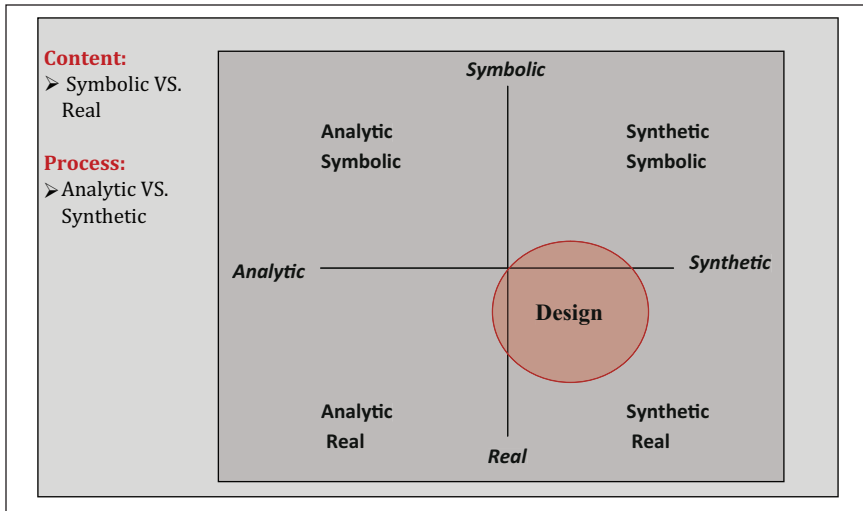 Content:
➢ Symbolic VS.
Real
Process:
➢ Analytic VS.
Synthetic
Symbolic
Analytic
Symbolic
Synthetic
Symbolic
Analytic
Synthetic
Design
Analytic
Real
Synthetic
Real
Real